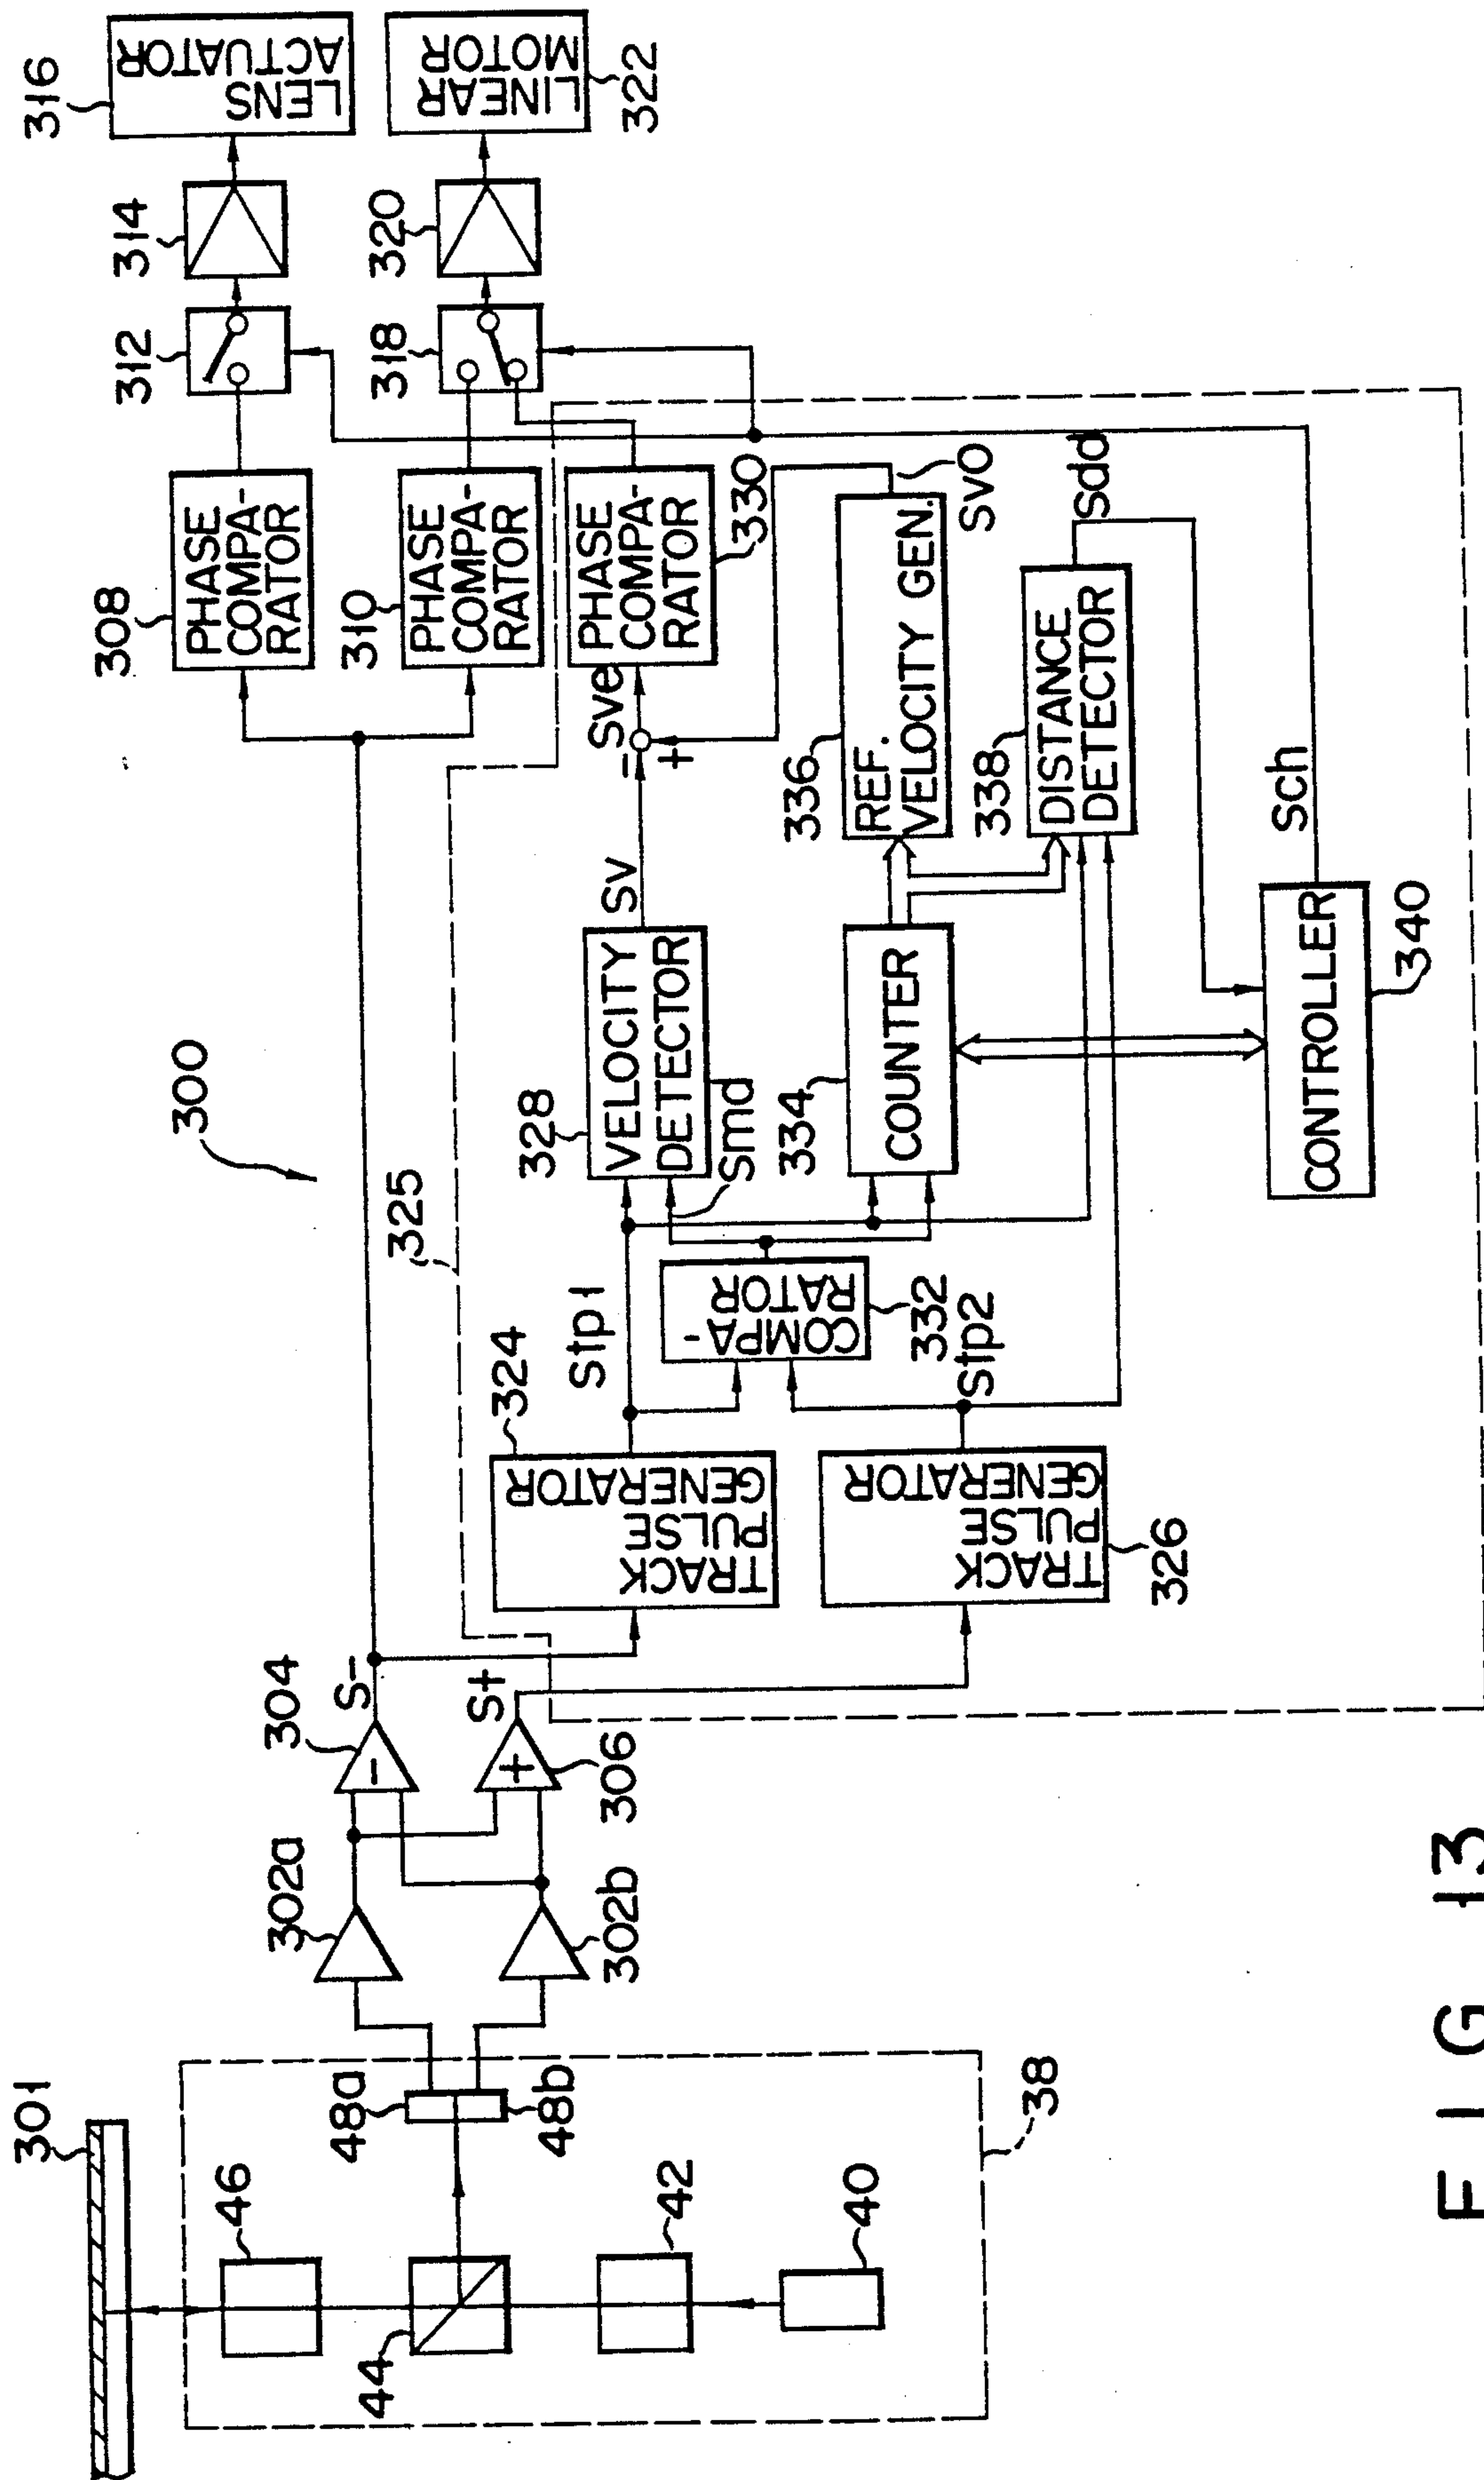 301
46
44
42
40
38
48a
48b
302a
302b
304
-
S-
306
+
S+
300
325
324
TRACK
PULSE
GENERATOR
Stp1
326
TRACK
PULSE
GENERATOR
Stp2
332
COMPA-
RATOR
Smd
328
VELOCITY
DETECTOR
Sv
-
+
Sve
334
COUNTER
336
REF.
VELOCITY GEN.
Sv0
338
DISTANCE
DETECTOR
Sdd
340
CONTROLLER
Sch
308
PHASE
COMPA-
RATOR
310
PHASE
COMPA-
RATOR
330
PHASE
COMPA-
RATOR
312
314
316
LENS
ACTUATOR
318
320
322
LINEAR
MOTOR
FIG 13